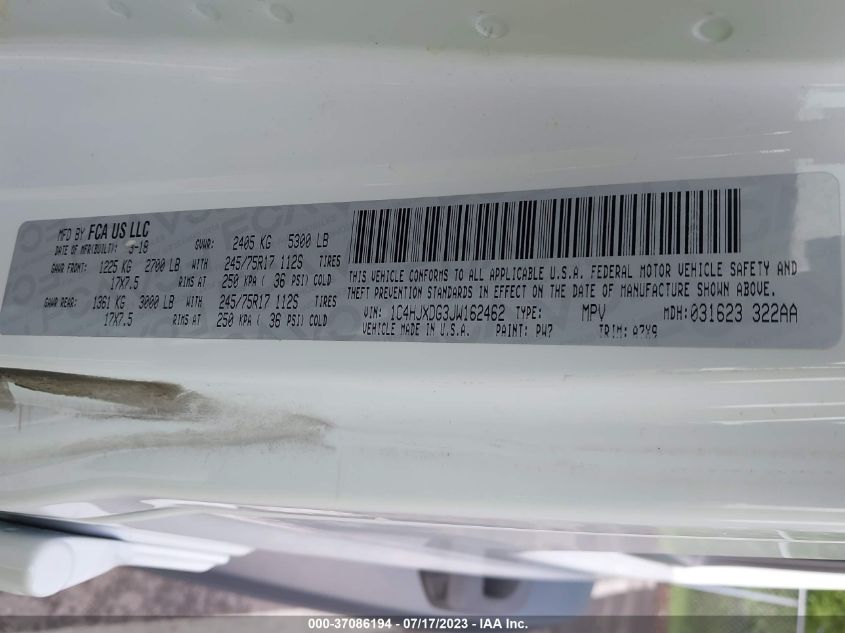 MFD BY FCA US LLC
DATE OF MFR(BUILT): 3-18 GVWR: 2405 KG 5300 LB
GAWR FRONT: 1225 KG 2700 LB WITH 245/75R17 112S TIRES
17X7.5 RIMS AT 250 KPA ( 36 PSI) COLD
GAWR REAR: 1361 KG 3000 LB WITH 245/75R17 112S TIRES
17X7.5 RIMS AT 250 KPA ( 36 PSI) COLD
THIS VEHICLE CONFORMS TO ALL APPLICABLE U.S.A. FEDERAL MOTOR VEHICLE SAFETY AND
THEFT PREVENTION STANDARDS IN EFFECT ON THE DATE OF MANUFACTURE SHOWN ABOVE.
VIN: 1C4HJXDG3JW162462 TYPE: MPV MDH: 031623 322AA
VEHICLE MADE IN U.S.A. PAINT: PW7 TRIM: A7X9
000-37086194 - 07/17/2023 - IAA Inc.